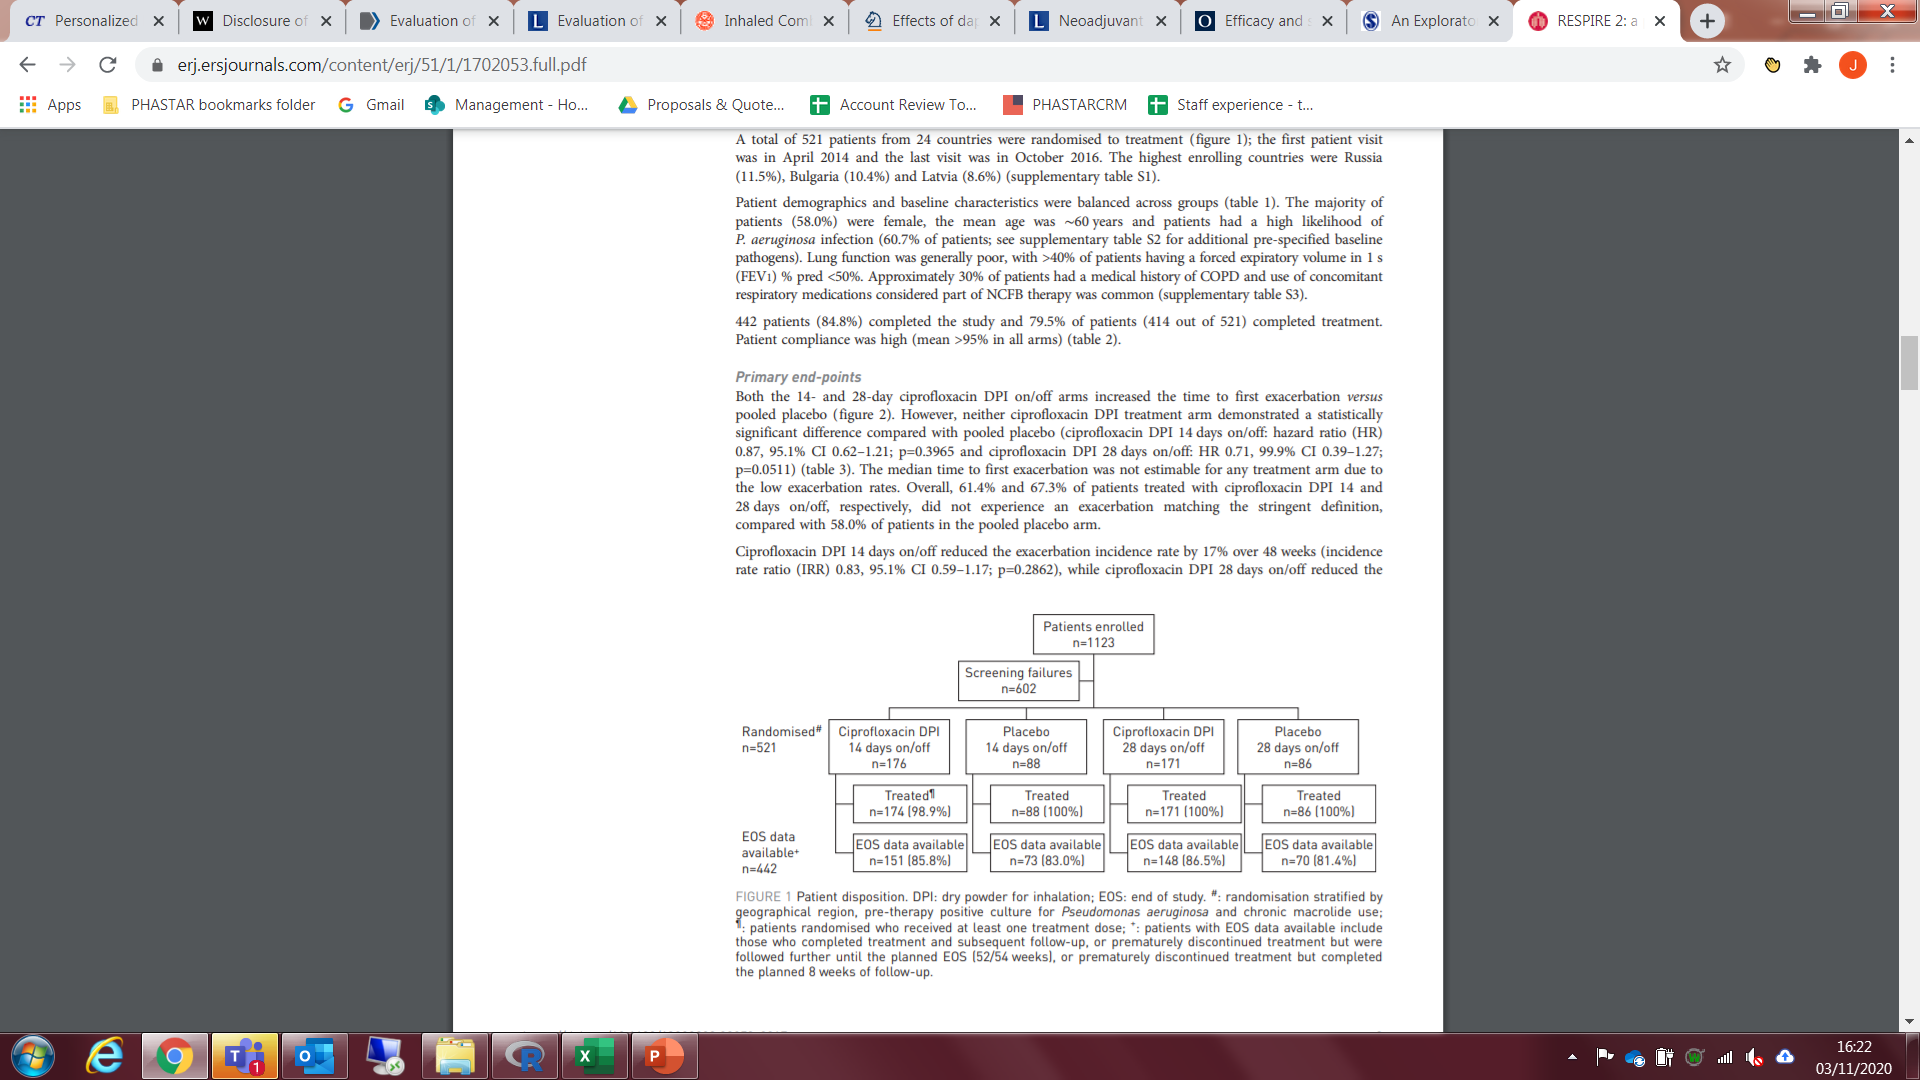 CT Personalized
W Disclosure of
Evaluation of
L Evaluation of
Inhaled Com
Effects of dap
L Neoadjuvant
O Efficacy and s
S An Explorato
RESPIRE 2: a
erj.ersjournals.com/content/erj/51/1/1702053.full.pdf
J
Apps
PHASTAR bookmarks folder
G Gmail
Management - Ho...
Proposals & Quote...
Account Review To...
PHASTARCRM
Staff experience - t...
A total of 521 patients from 24 countries were randomised to treatment (figure 1); the first patient visit
was in April 2014 and the last visit was in October 2016. The highest enrolling countries were Russia
(11.5%), Bulgaria (10.4%) and Latvia (8.6%) (supplementary table S1).
Patient demographics and baseline characteristics were balanced across groups (table 1). The majority of
patients (58.0%) were female, the mean age was ~60 years and patients had a high likelihood of
P. aeruginosa infection (60.7% of patients; see supplementary table S2 for additional pre-specified baseline
pathogens). Lung function was generally poor, with >40% of patients having a forced expiratory volume in 1 s
(FEV1) % pred <50%. Approximately 30% of patients had a medical history of COPD and use of concomitant
respiratory medications considered part of NCFB therapy was common (supplementary table S3).
442 patients (84.8%) completed the study and 79.5% of patients (414 out of 521) completed treatment.
Patient compliance was high (mean >95% in all arms) (table 2).
Primary end-points
Both the 14- and 28-day ciprofloxacin DPI on/off arms increased the time to first exacerbation versus
pooled placebo (figure 2). However, neither ciprofloxacin DPI treatment arm demonstrated a statistically
significant difference compared with pooled placebo (ciprofloxacin DPI 14 days on/off: hazard ratio (HR)
0.87, 95.1% CI 0.62–1.21; p=0.3965 and ciprofloxacin DPI 28 days on/off: HR 0.71, 99.9% CI 0.39–1.27;
p=0.0511) (table 3). The median time to first exacerbation was not estimable for any treatment arm due to
the low exacerbation rates. Overall, 61.4% and 67.3% of patients treated with ciprofloxacin DPI 14 and
28 days on/off, respectively, did not experience an exacerbation matching the stringent definition,
compared with 58.0% of patients in the pooled placebo arm.
Ciprofloxacin DPI 14 days on/off reduced the exacerbation incidence rate by 17% over 48 weeks (incidence
rate ratio (IRR) 0.83, 95.1% CI 0.59–1.17; p=0.2862), while ciprofloxacin DPI 28 days on/off reduced the
Patients enrolled
n=1123
Screening failures
n=602
Randomised#
n=521
Ciprofloxacin DPI
14 days on/off
n=176
Placebo
14 days on/off
n=88
Ciprofloxacin DPI
28 days on/off
n=171
Placebo
28 days on/off
n=86
Treated¶
n=174 (98.9%)
Treated
n=88 (100%)
Treated
n=171 (100%)
Treated
n=86 (100%)
EOS data
available+
n=442
EOS data available
n=151 (85.8%)
EOS data available
n=73 (83.0%)
EOS data available
n=148 (86.5%)
EOS data available
n=70 (81.4%)
FIGURE 1 Patient disposition. DPI: dry powder for inhalation; EOS: end of study. #: randomisation stratified by
geographical region, pre-therapy positive culture for Pseudomonas aeruginosa and chronic macrolide use;
¶: patients randomised who received at least one treatment dose; +: patients with EOS data available include
those who completed treatment and subsequent follow-up, or prematurely discontinued treatment but were
followed further until the planned EOS (52/54 weeks), or prematurely discontinued treatment but completed
the planned 8 weeks of follow-up.
16:22
03/11/2020